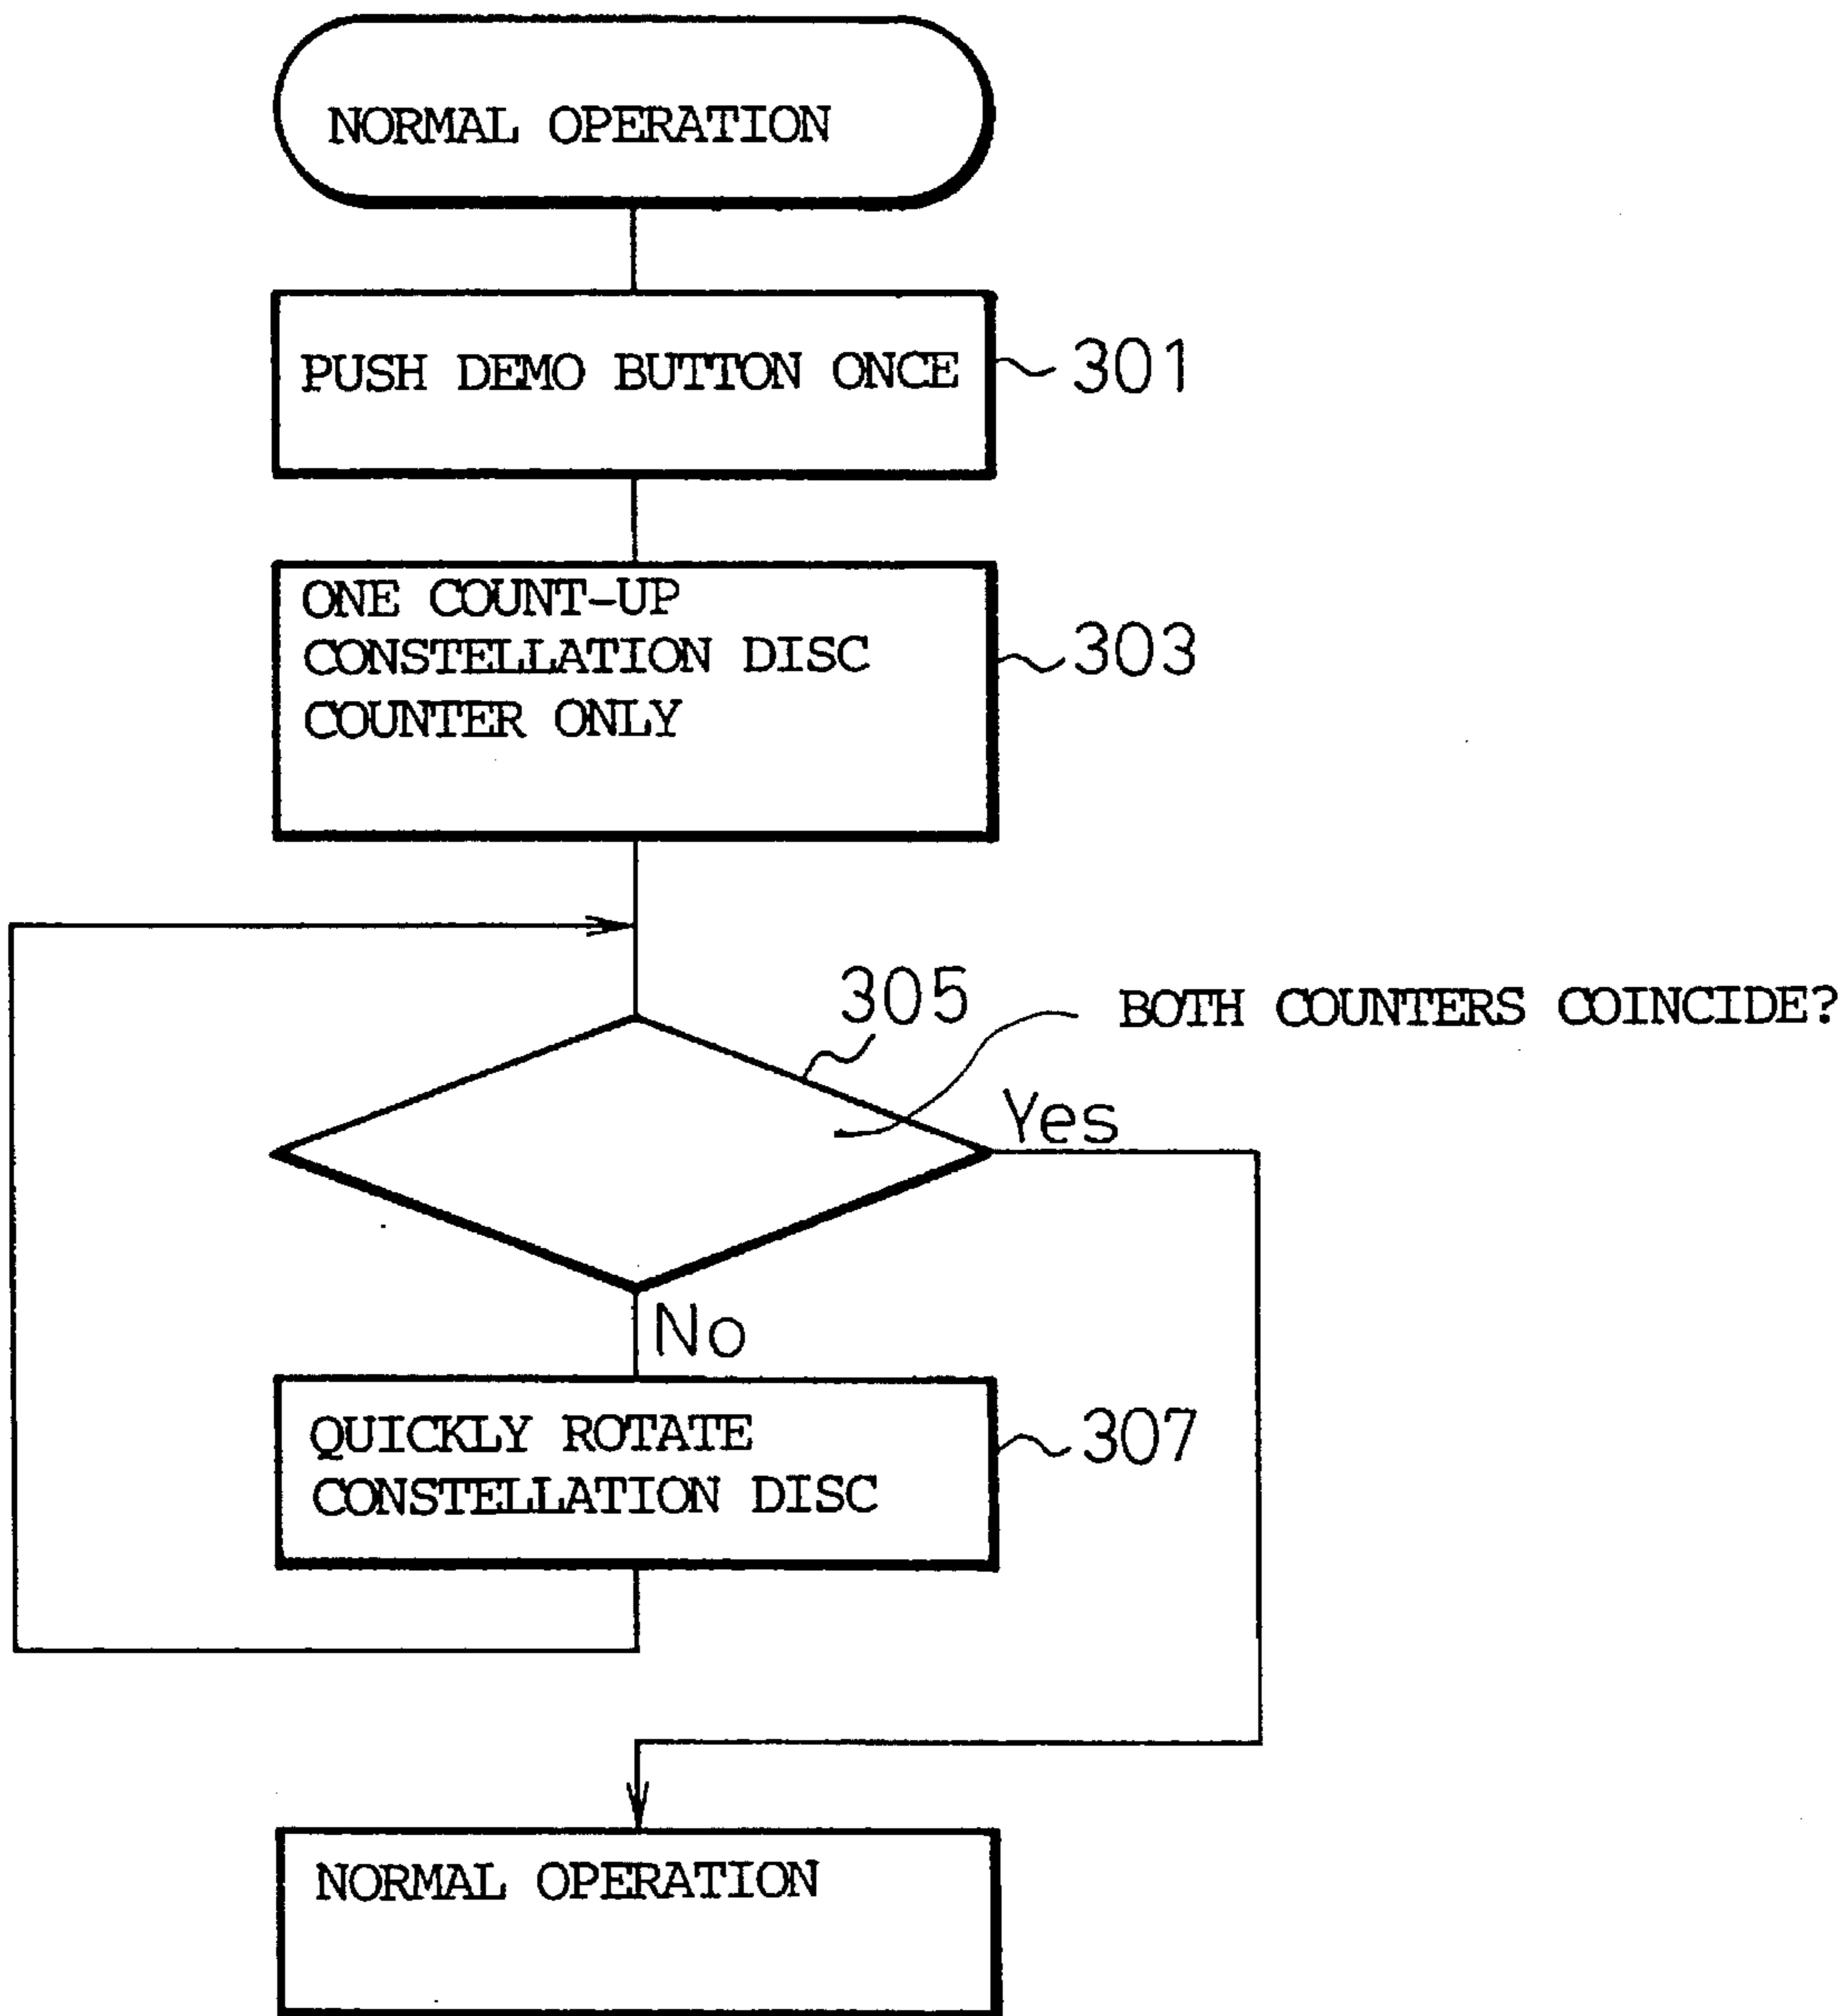 NORMAL OPERATION
PUSH DEMO BUTTON ONCE
301
ONE COUNT-UP
CONSTELLATION DISC
COUNTER ONLY
303
305
BOTH COUNTERS COINCIDE?
Yes
No
QUICKLY ROTATE
CONSTELLATION DISC
307
NORMAL OPERATION